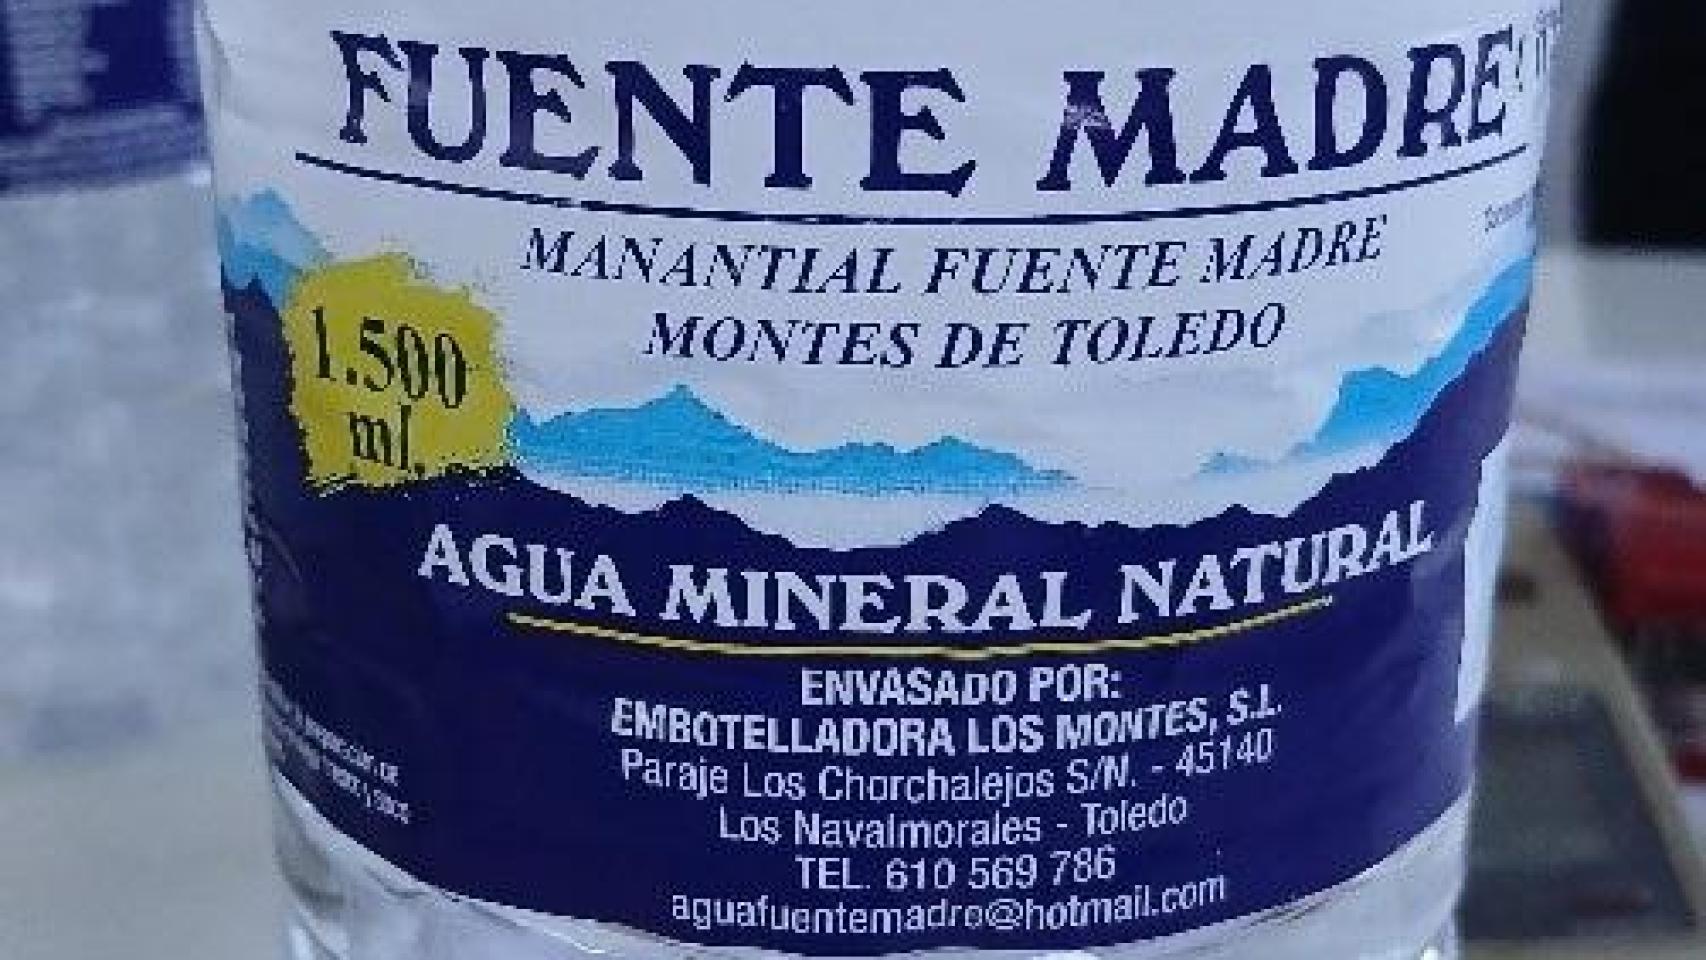 FUENTE MADRE
MANANTIAL FUENTE MADRE
MONTES DE TOLEDO
1.500
ml.
AGUA MINERAL NATURAL
ENVASADO POR:
EMBOTELLADORA LOS MONTES, S.L.
Paraje Los Chorchalejos S/N. - 45140
Los Navalmorales - Toledo
TEL. 610 569 786
aguafuentemadre@hotmail.com